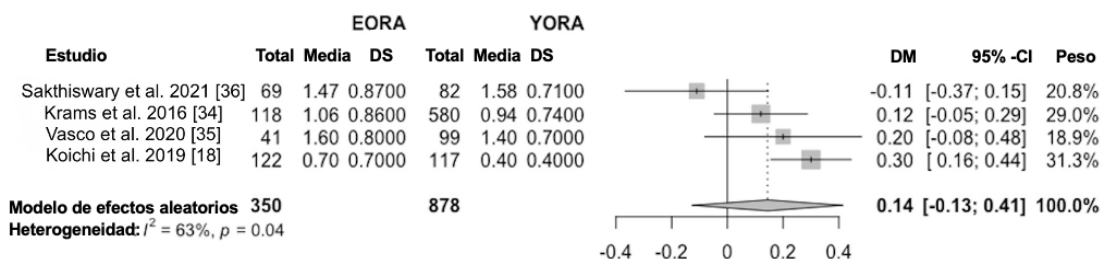 EORA YORA
Estudio Total Media DS Total Media DS DM 95% -CI Peso
Sakthiswary et al. 2021 [36] 69 1.47 0.8700 82 1.58 0.7100 -0.11 [-0.37; 0.15] 20.8%
Krams et al. 2016 [34] 118 1.06 0.8600 580 0.94 0.7400 0.12 [-0.05; 0.29] 29.0%
Vasco et al. 2020 [35] 41 1.60 0.8000 99 1.40 0.7000 0.20 [-0.08; 0.48] 18.9%
Koichi et al. 2019 [18] 122 0.70 0.7000 117 0.40 0.4000 0.30 [ 0.16; 0.44] 31.3%
Modelo de efectos aleatorios 350 878 0.14 [-0.13; 0.41] 100.0%
Heterogeneidad: I² = 63%, p = 0.04
-0.4 -0.2 0 0.2 0.4